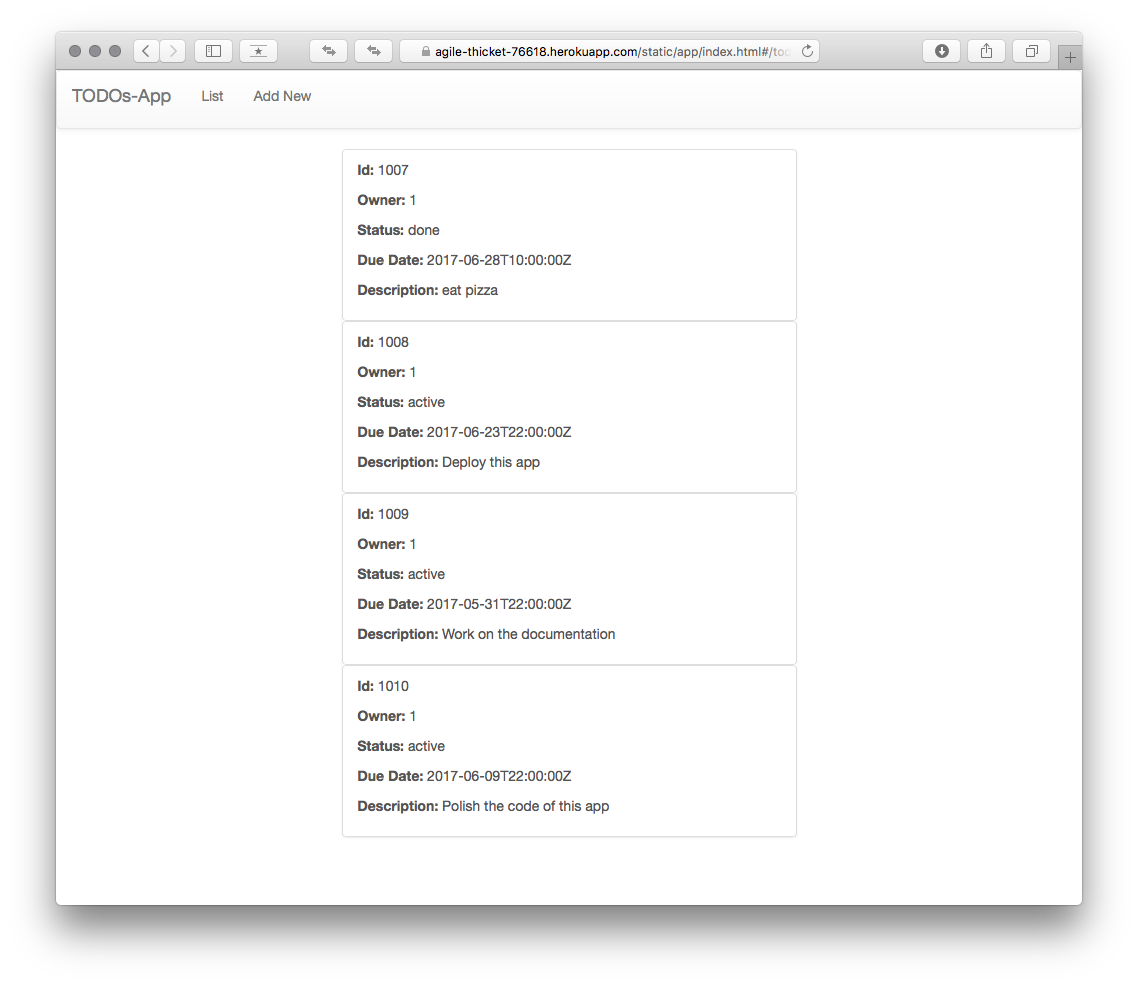 agile-thicket-76618.herokuapp.com/static/app/index.html#/too
TODOs-App List Add New
Id: 1007
Owner: 1
Status: done
Due Date: 2017-06-28T10:00:00Z
Description: eat pizza
Id: 1008
Owner: 1
Status: active
Due Date: 2017-06-23T22:00:00Z
Description: Deploy this app
Id: 1009
Owner: 1
Status: active
Due Date: 2017-05-31T22:00:00Z
Description: Work on the documentation
Id: 1010
Owner: 1
Status: active
Due Date: 2017-06-09T22:00:00Z
Description: Polish the code of this app